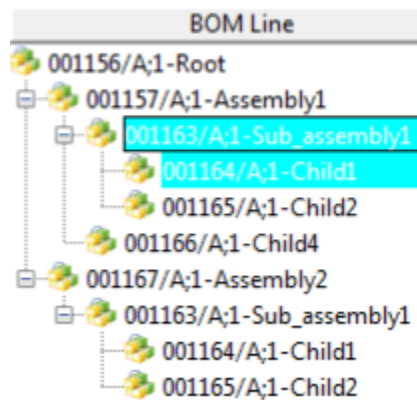 BOM Line
001156/A;1-Root
001157/A;1-Assembly1
001163/A;1-Sub_assembly1
001164/A;1-Child1
001165/A;1-Child2
001166/A;1-Child4
001167/A;1-Assembly2
001163/A;1-Sub_assembly1
001164/A;1-Child1
001165/A;1-Child2